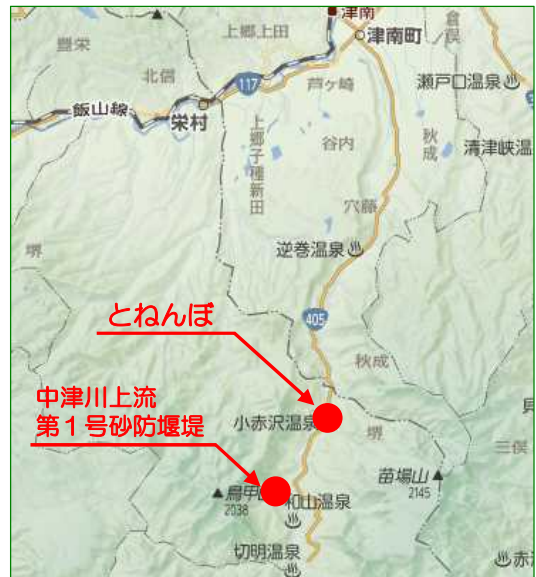 津南
津南町
倉俣
上郷上田
豊栄
北信
117
芦ヶ崎
瀬戸口温泉
飯山線
栄村
上郷子種新田
谷内
秋成
清津峡温
穴藤
堺
逆巻温泉
405
とねんぼ
秋成
中津川上流
第１号砂防堰堤
小赤沢温泉
堺
三俣
苗場山
2145
鳥甲
2038
和山温泉
切明温泉
赤